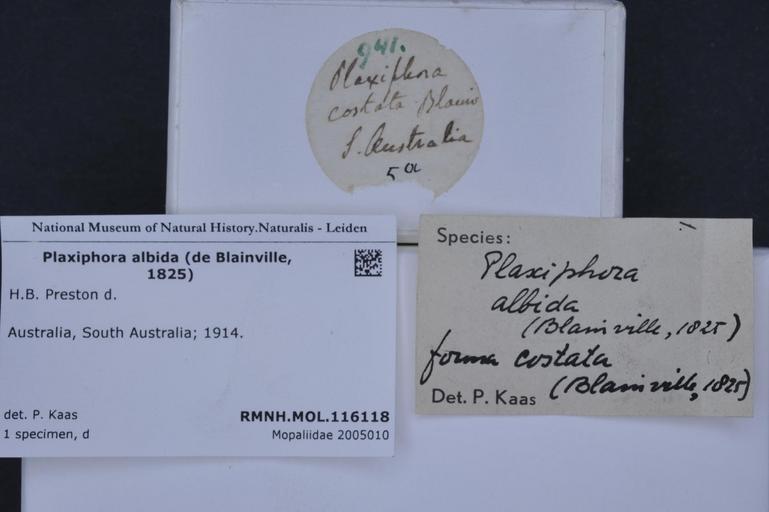 941.
Plaxiphora
costata Blainv
S. Australia
5a
National Museum of Natural History.Naturalis - Leiden
Plaxiphora albida (de Blainville,
1825)
H.B. Preston d.
Australia, South Australia; 1914.
det. P. Kaas
RMNH.MOL.116118
1 specimen, d
Mopaliidae 2005010
Species:
Plaxiphora
albida
(Blainville, 1825)
forma costata
(Blainville, 1825)
Det. P. Kaas